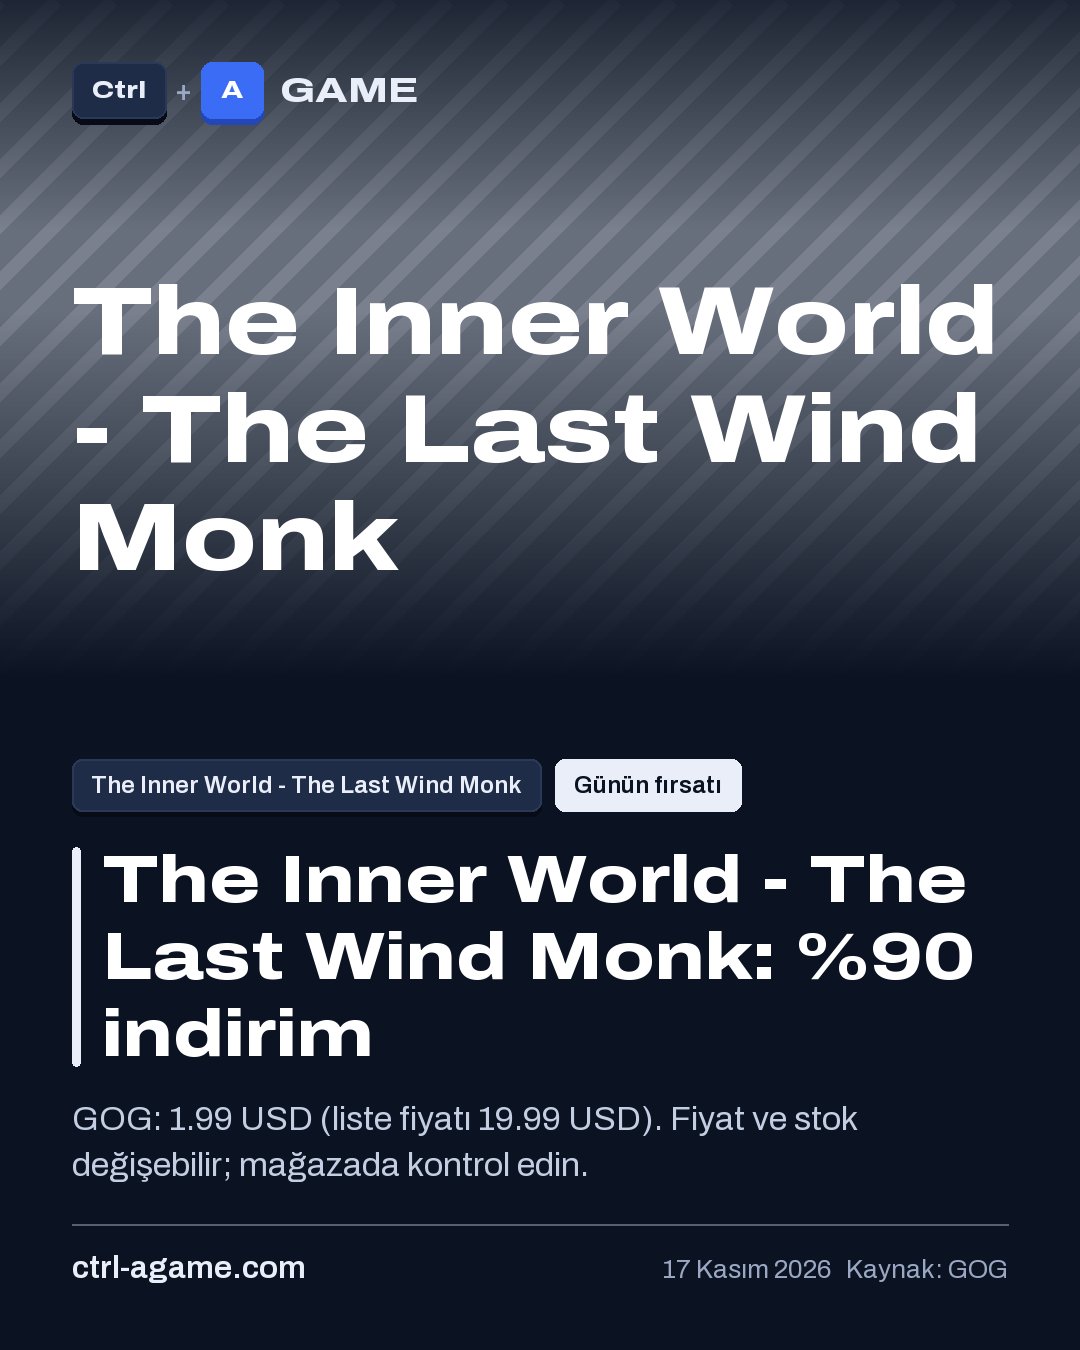 Ctrl + A GAME
The Inner World
- The Last Wind
Monk
The Inner World - The Last Wind Monk Günün fırsatı
The Inner World - The
Last Wind Monk: %90
indirim
GOG: 1.99 USD (liste fiyatı 19.99 USD). Fiyat ve stok
değişebilir; mağazada kontrol edin.
ctrl-agame.com 17 Kasım 2026 Kaynak: GOG